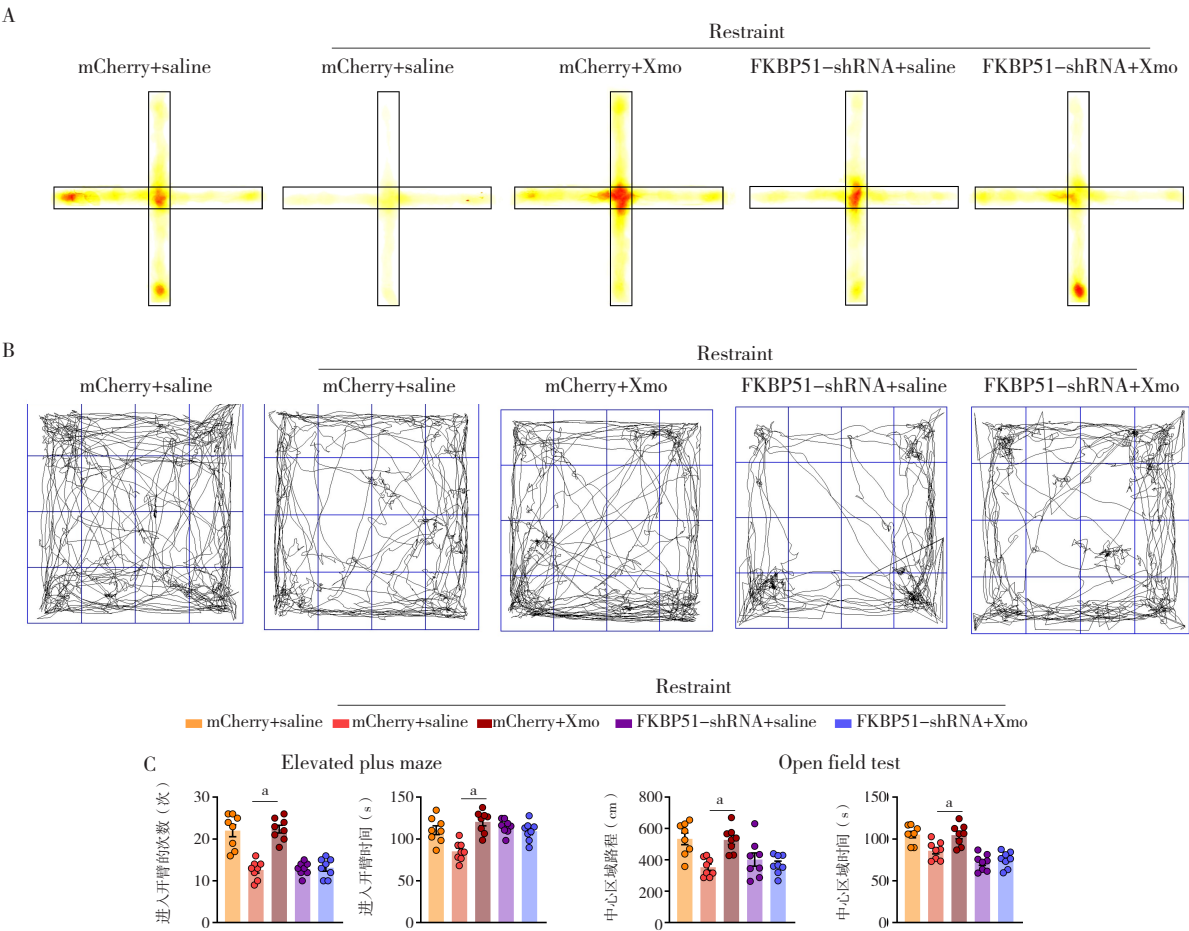 A
Restraint
mCherry+saline mCherry+saline mCherry+Xmo FKBP51−shRNA+saline FKBP51−shRNA+Xmo
B
Restraint
mCherry+saline mCherry+saline mCherry+Xmo FKBP51−shRNA+saline FKBP51−shRNA+Xmo
Restraint
mCherry+saline mCherry+saline mCherry+Xmo FKBP51−shRNA+saline FKBP51−shRNA+Xmo
C
Elevated plus maze
Open field test
进入开臂的次数(次)
30
20
10
0
a
进入开臂时间(s)
150
100
50
0
a
中心区域路程(cm)
800
600
400
200
0
a
中心区域时间(s)
150
100
50
0
a